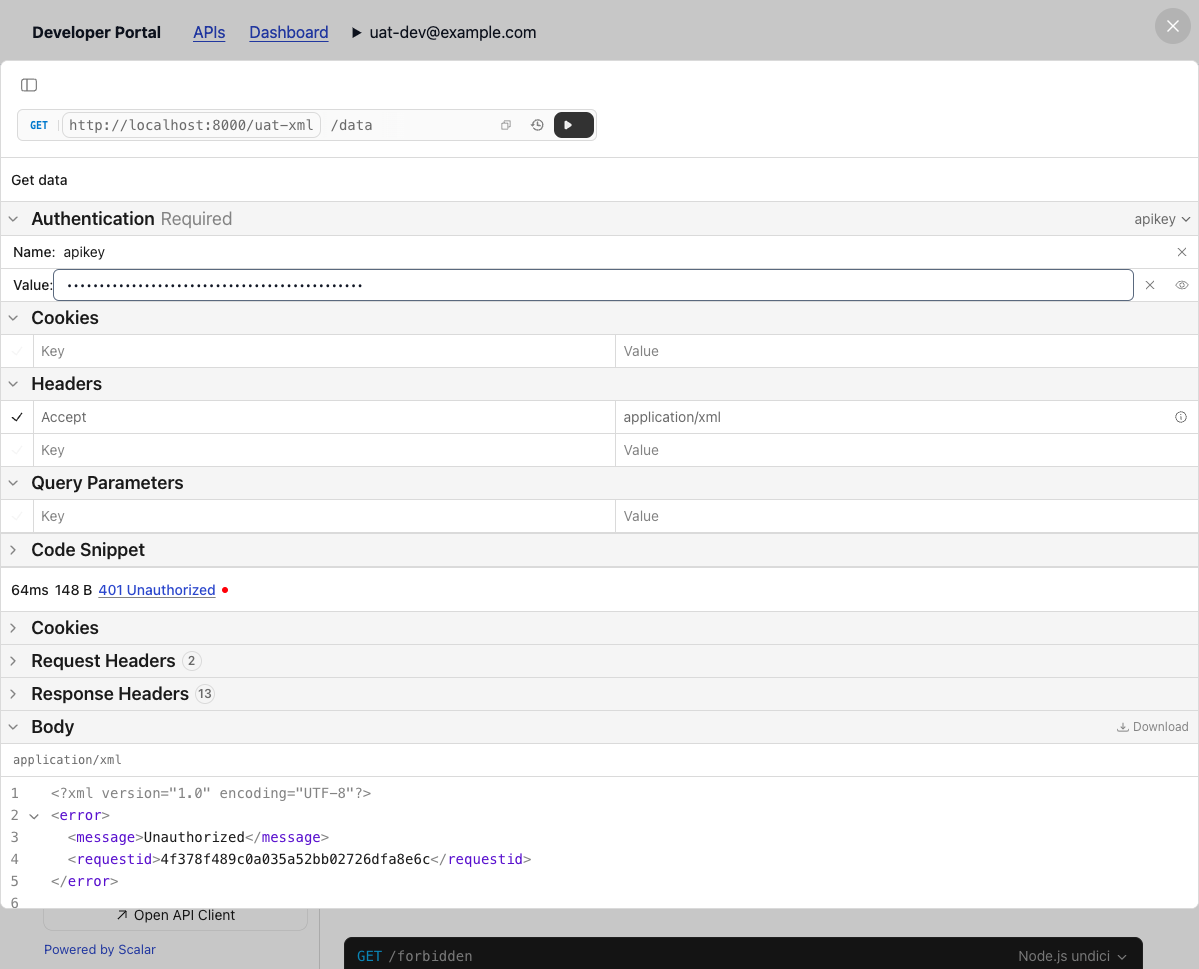 Developer Portal APIs Dashboard ▶ uat-dev@example.com
GET http://localhost:8000/uat-xml /data
Get data
Authentication Required apikey
Name: apikey
Value: ••••••••••••••••••••••••••••••••••••••••••••••
Cookies
Key Value
Headers
Accept application/xml
Key Value
Query Parameters
Key Value
Code Snippet
64ms 148 B 401 Unauthorized
Cookies
Request Headers 2
Response Headers 13
Body Download
application/xml
1 <?xml version="1.0" encoding="UTF-8"?>
2 <error>
3 <message>Unauthorized</message>
4 <requestid>4f378f489c0a035a52bb02726dfa8e6c</requestid>
5 </error>
6
Open API Client
Powered by Scalar
GET /forbidden Node.js undici